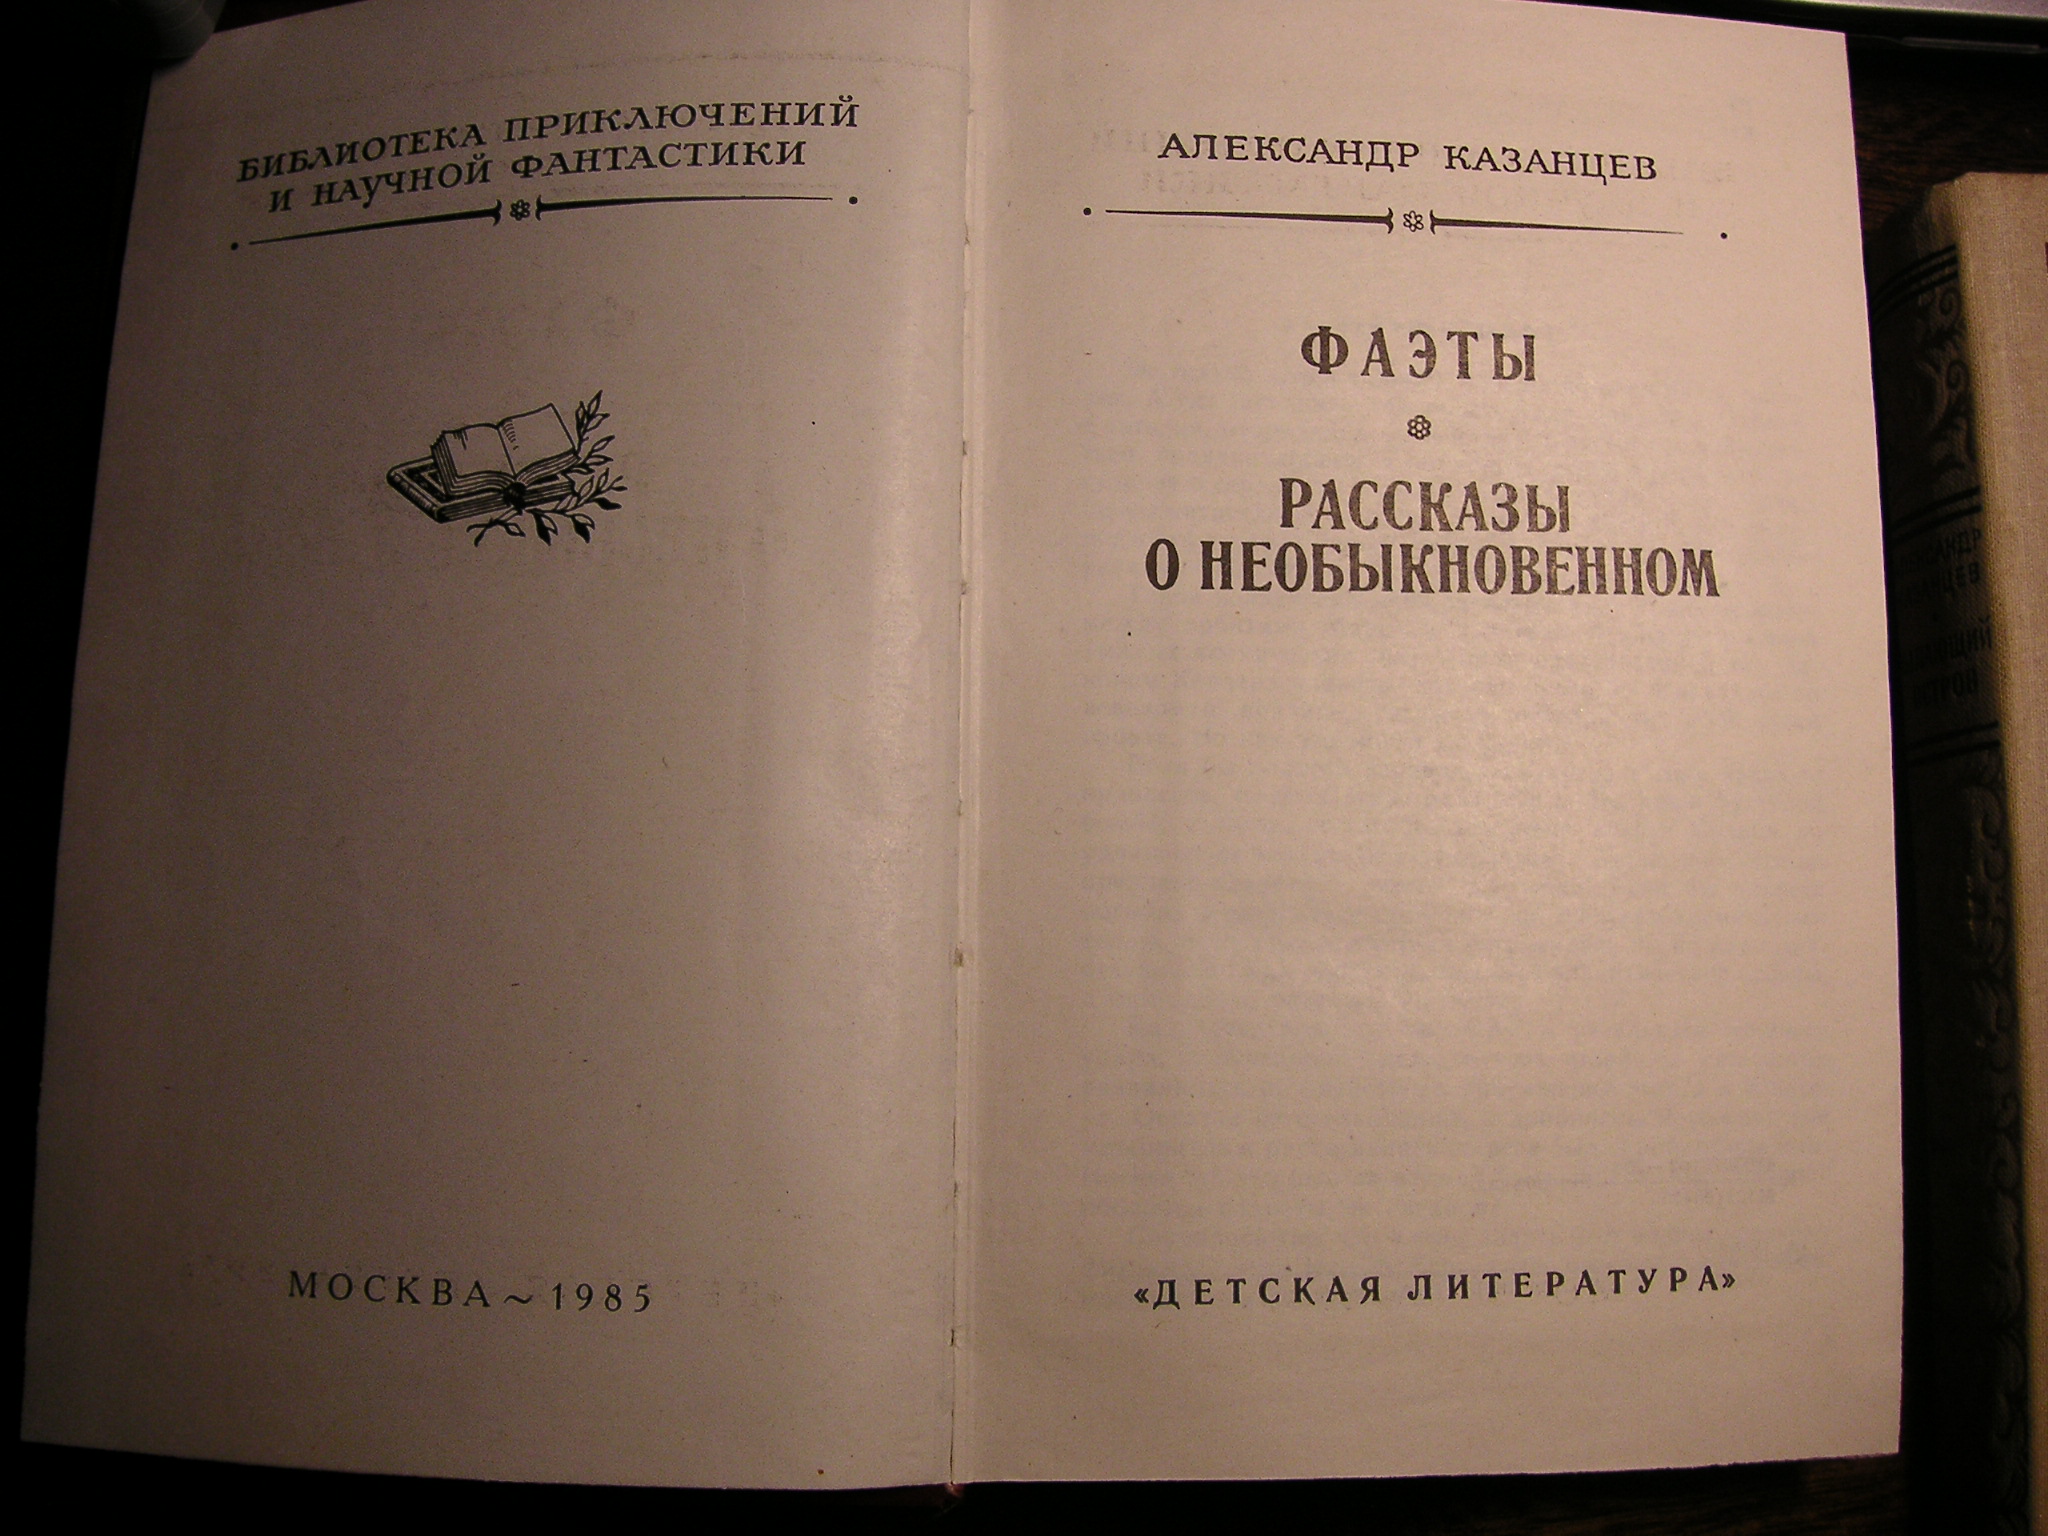 БИБЛИОТЕКА ПРИКЛЮЧЕНИЙ
И НАУЧНОЙ ФАНТАСТИКИ
МОСКВА ~ 1985
АЛЕКСАНДР КАЗАНЦЕВ
ФАЭТЫ
РАССКАЗЫ
О НЕОБЫКНОВЕННОМ
«ДЕТСКАЯ ЛИТЕРАТУРА»